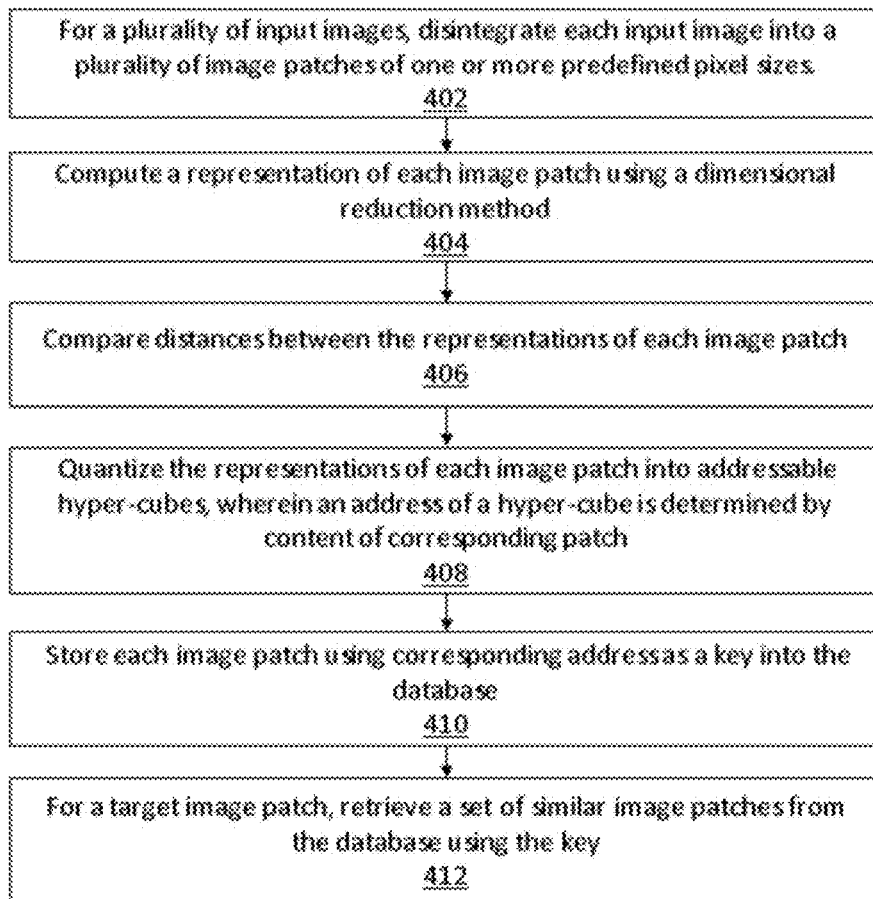 For a plurality of input images, disintegrate each input image into a
plurality of image patches of one or more predefined pixel sizes.
402
Compute a representation of each image patch using a dimensional
reduction method
404
Compare distances between the representations of each image patch
406
Quantize the representations of each image patch into addressable
hyper-cubes, wherein an address of a hyper-cube is determined by
content of corresponding patch
408
Store each image patch using corresponding address as a key into the
database
410
For a target image patch, retrieve a set of similar image patches from
the database using the key
412